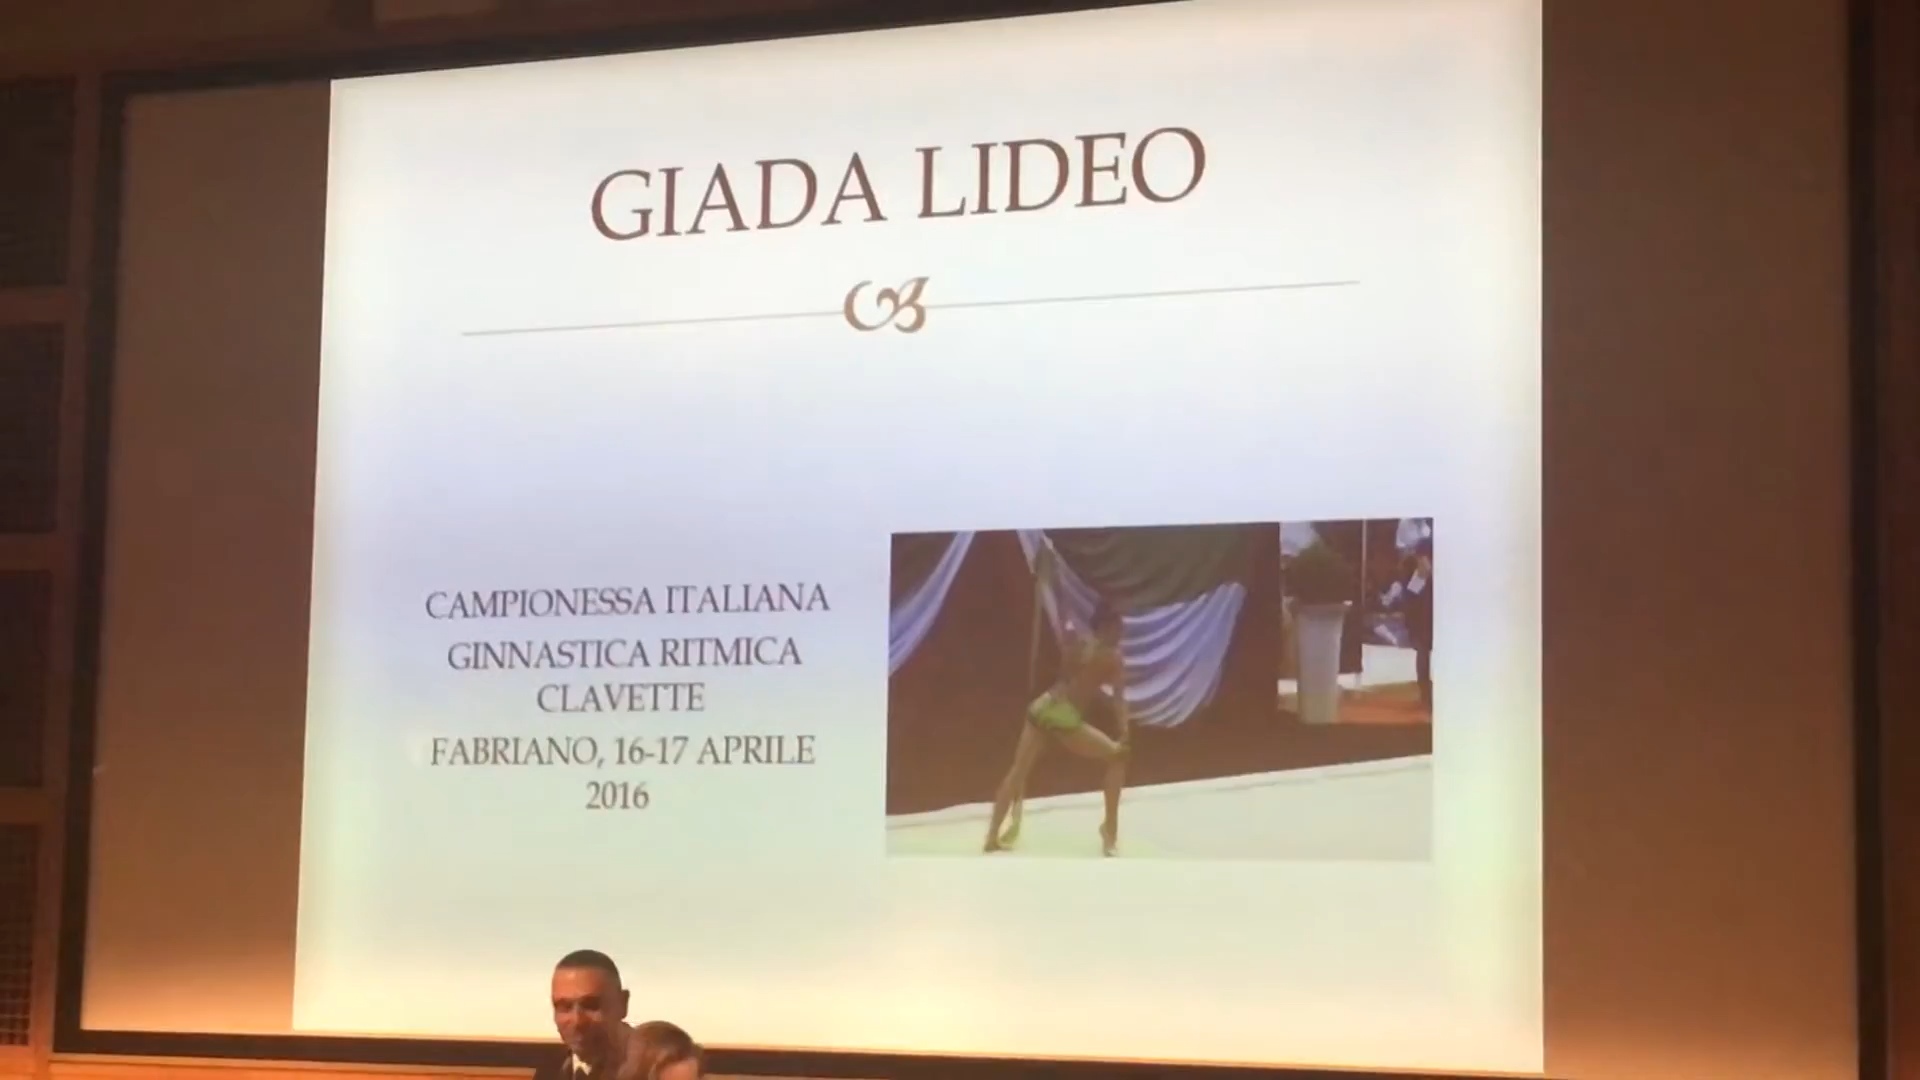 GIADA LIDEO
CAMPIONESSA ITALIANA
GINNASTICA RITMICA
CLAVETTE
FABRIANO, 16-17 APRILE
2016